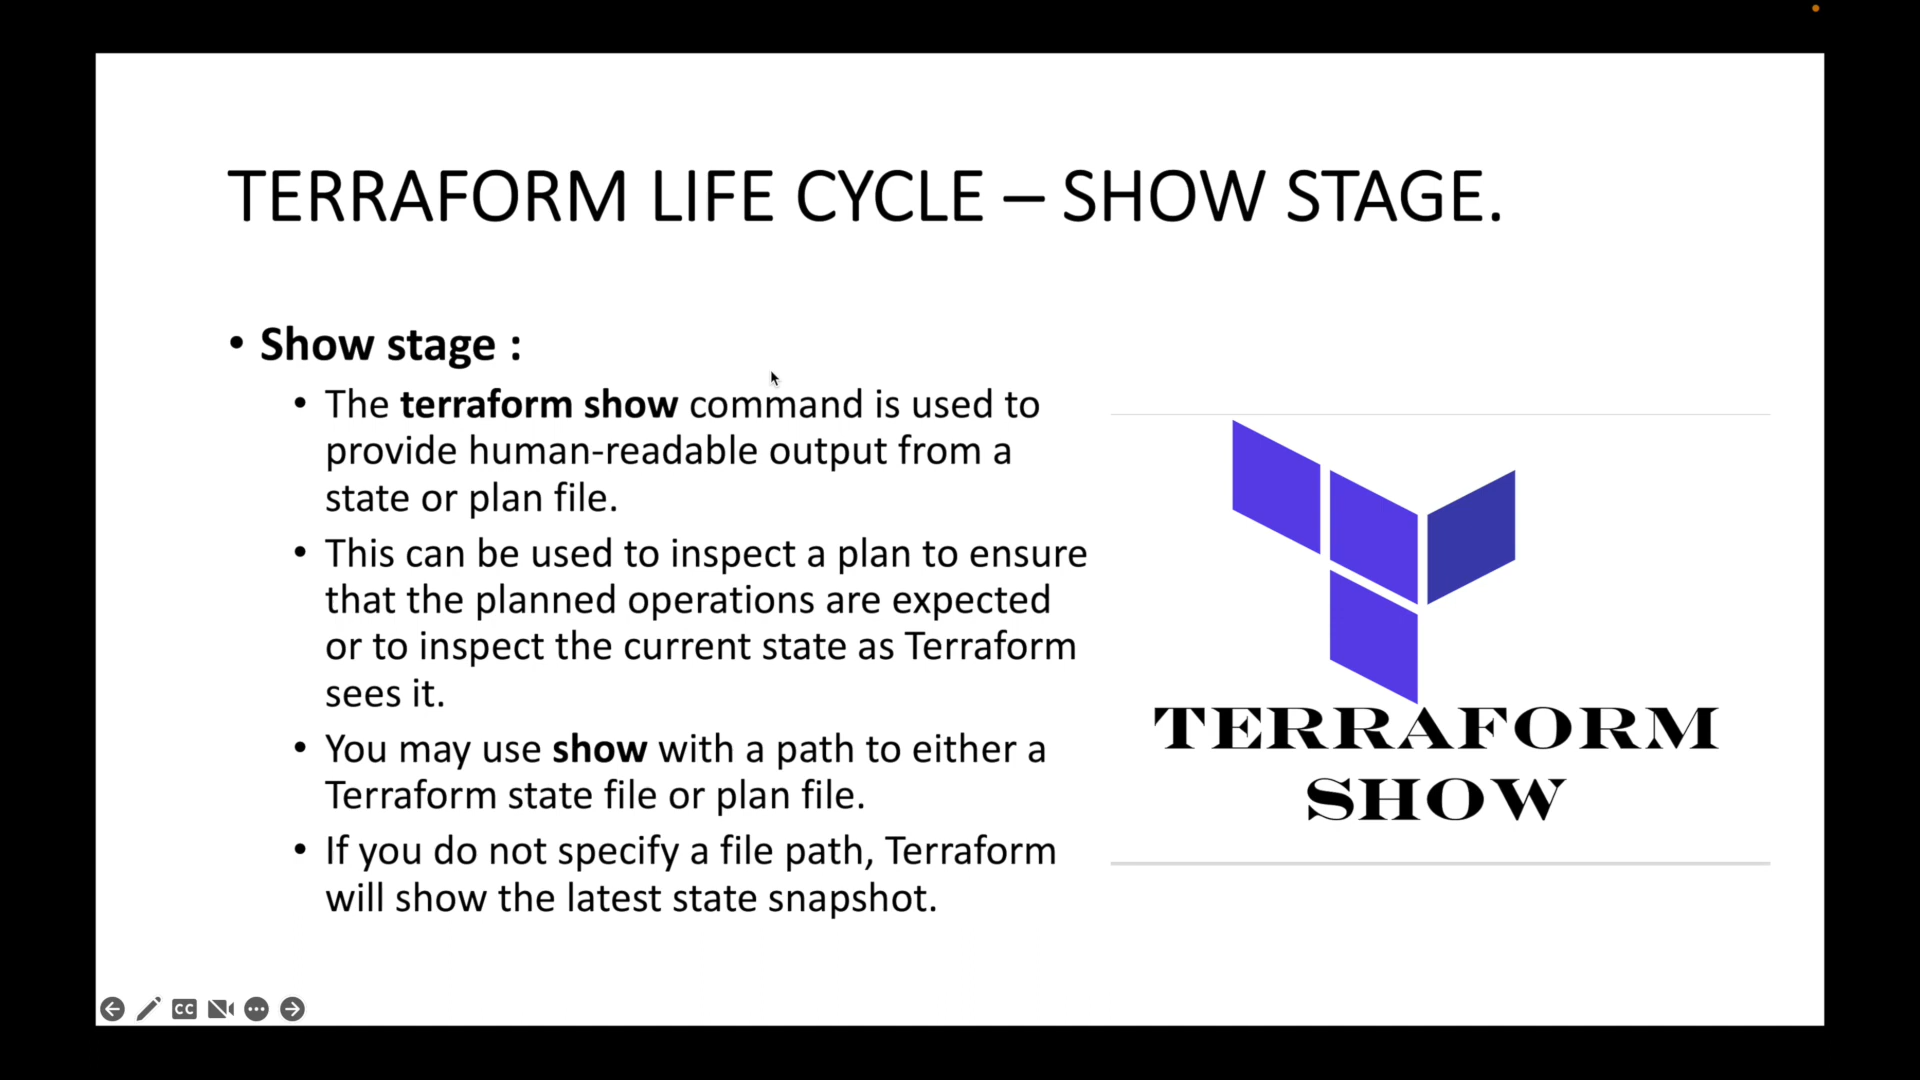 TERRAFORM LIFE CYCLE – SHOW STAGE.
• Show stage :
• The terraform show command is used to
provide human-readable output from a
state or plan file.
• This can be used to inspect a plan to ensure
that the planned operations are expected
or to inspect the current state as Terraform
sees it.
• You may use show with a path to either a
Terraform state file or plan file.
• If you do not specify a file path, Terraform
will show the latest state snapshot.
TERRAFORM
SHOW
CC